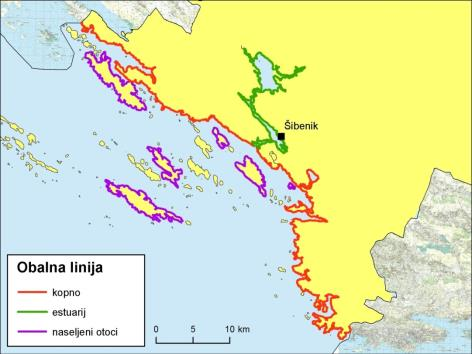 Šibenik
Obalna linija
kopno
estuarij
naseljeni otoci
0 5 10 km